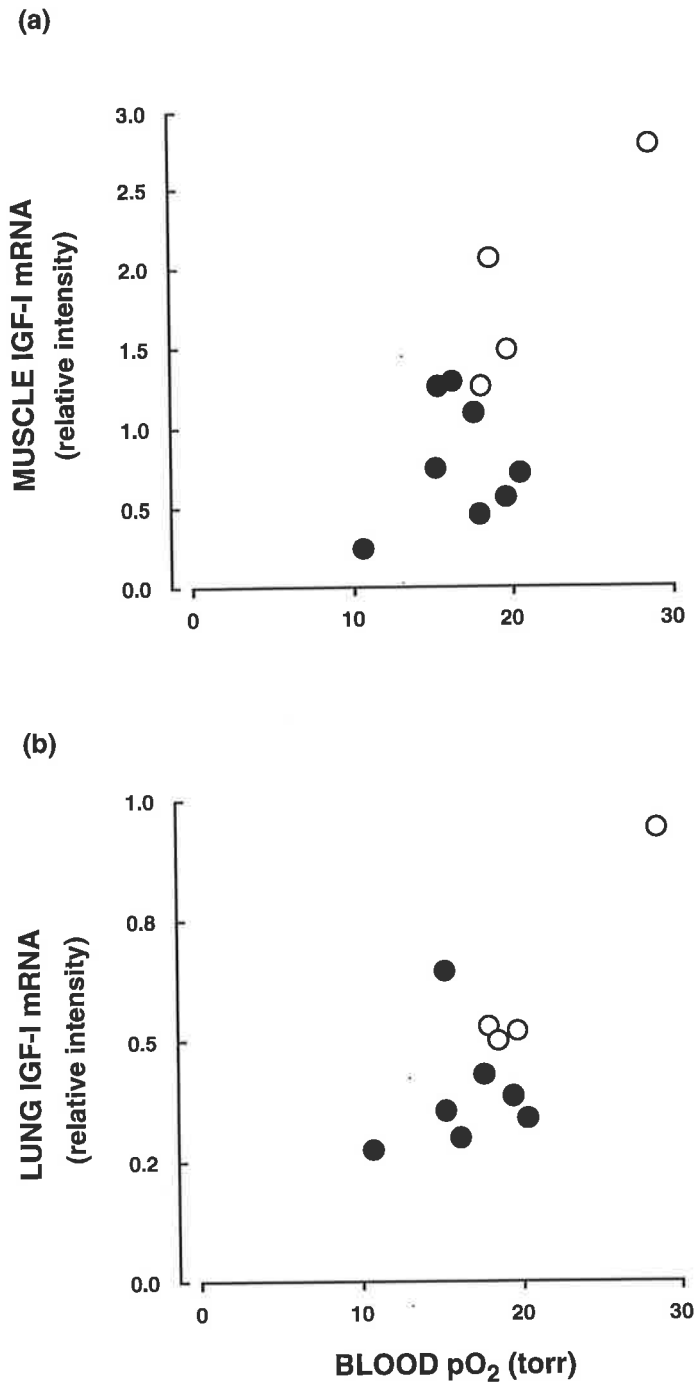 (a)
MUSCLE IGF-I mRNA
(relative intensity)
3.0
2.5
2.0
1.5
1.0
0.5
0.0
0
10
20
30
(b)
LUNG IGF-I mRNA
(relative intensity)
1.0
0.8
0.5
0.2
0.0
0
10
20
30
BLOOD pO₂ (torr)